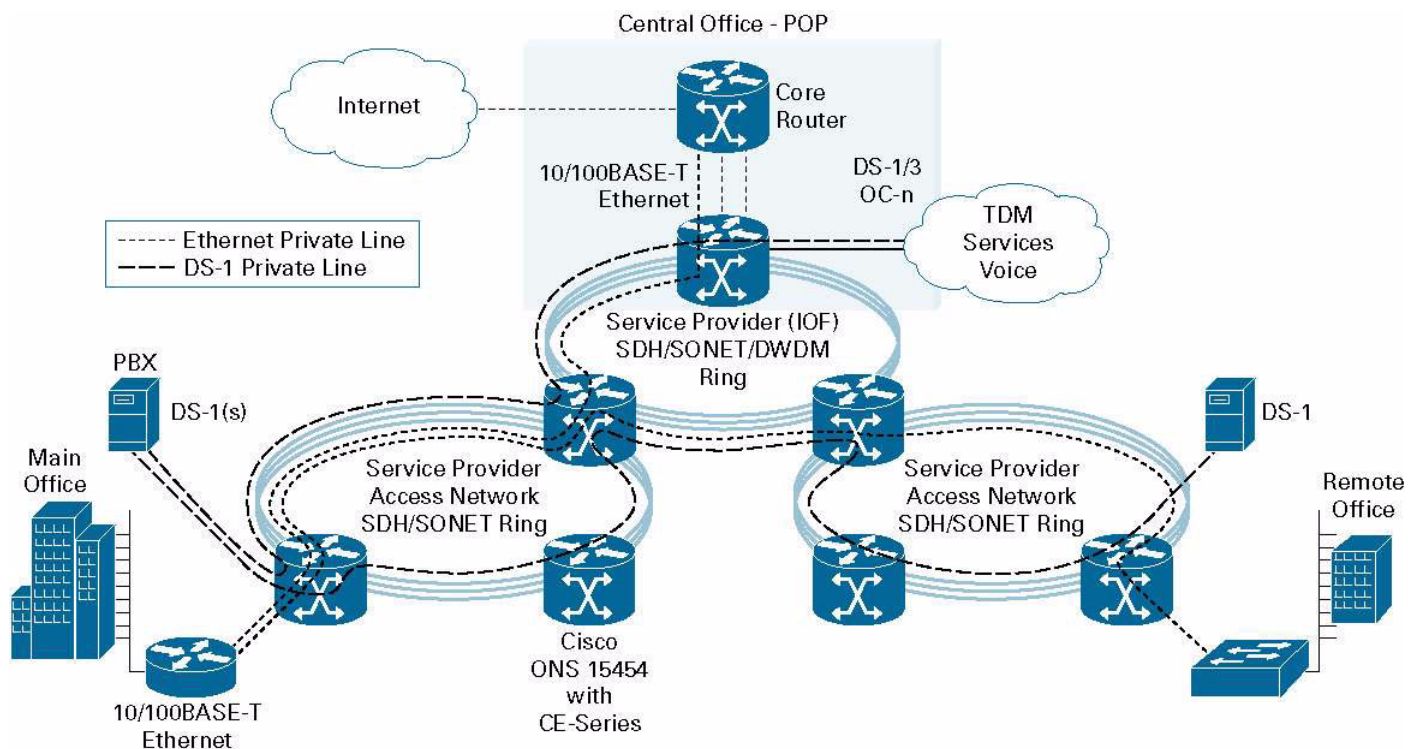 Central Office - POP
Internet
Core
Router
10/100BASE-T
Ethernet
DS-1/3
OC-n
TDM
Services
Voice
Ethernet Private Line
DS-1 Private Line
Service Provider (IOF)
SDH/SONET/DWDM
Ring
PBX
DS-1(s)
DS-1
Main
Office
Service Provider
Access Network
SDH/SONET Ring
Service Provider
Access Network
SDH/SONET Ring
Remote
Office
Cisco
ONS 15454
with
CE-Series
10/100BASE-T
Ethernet